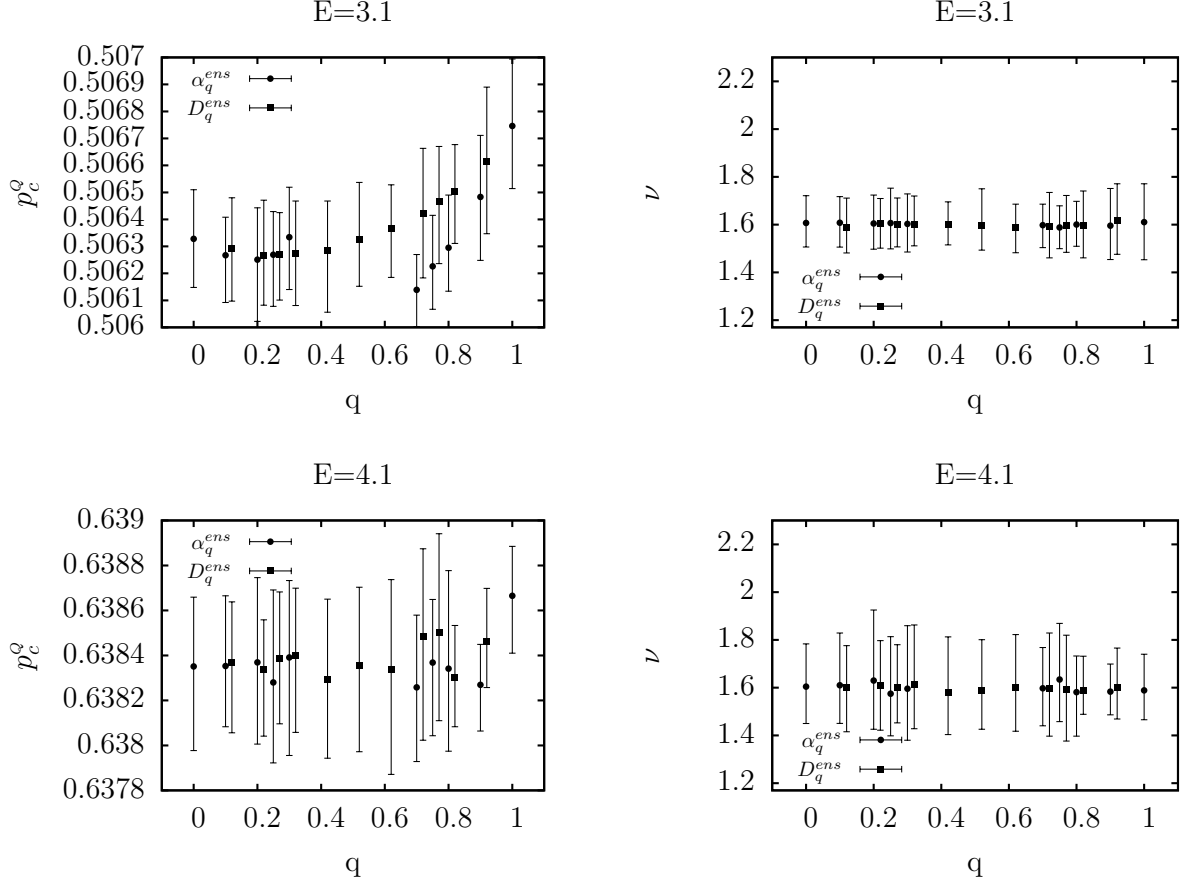 E=3.1
0.507
0.5069
0.5068
0.5067
0.5066
0.5065
0.5064
0.5063
0.5062
0.5061
0.506
p_c^Q
α_q^{ens}
D_q^{ens}
0 0.2 0.4 0.6 0.8 1
q
E=3.1
2.2
2
1.8
1.6
1.4
1.2
ν
α_q^{ens}
D_q^{ens}
0 0.2 0.4 0.6 0.8 1
q
E=4.1
0.639
0.6388
0.6386
0.6384
0.6382
0.638
0.6378
p_c^Q
α_q^{ens}
D_q^{ens}
0 0.2 0.4 0.6 0.8 1
q
E=4.1
2.2
2
1.8
1.6
1.4
1.2
ν
α_q^{ens}
D_q^{ens}
0 0.2 0.4 0.6 0.8 1
q